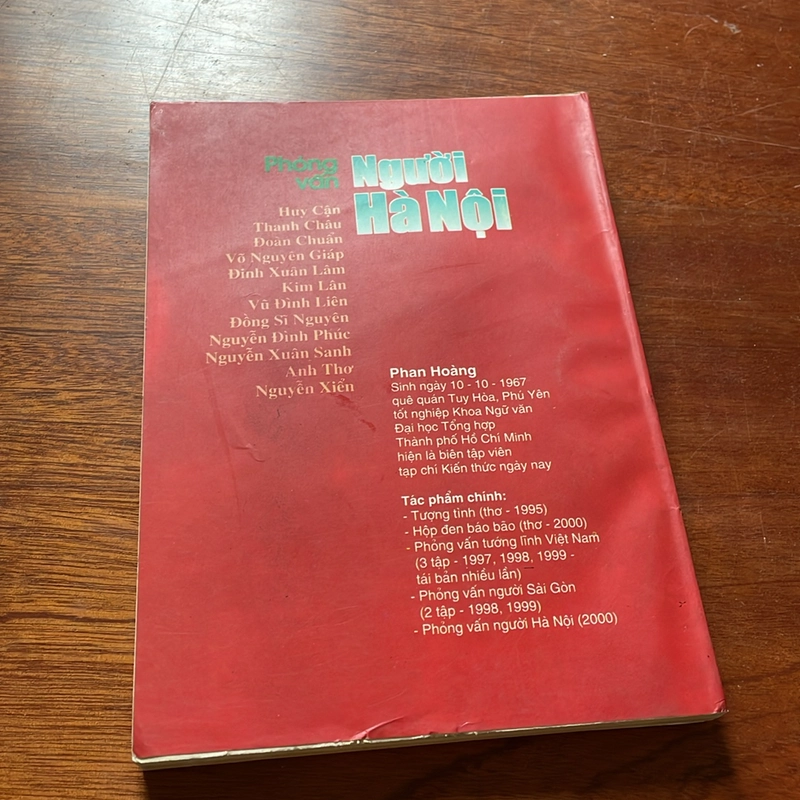 Phỏng vấn
Người Hà Nội
Huy Cận
Thanh Châu
Đoàn Chuẩn
Võ Nguyên Giáp
Đinh Xuân Lâm
Kim Lân
Vũ Đình Liên
Đồng Sĩ Nguyên
Nguyễn Đình Phúc
Nguyễn Xuân Sanh
Anh Thơ
Nguyễn Xiển
Phan Hoàng
Sinh ngày 10 - 10 - 1967
quê quán Tuy Hòa, Phú Yên
tốt nghiệp Khoa Ngữ văn
Đại học Tổng hợp
Thành phố Hồ Chí Minh
hiện là biên tập viên
tạp chí Kiến thức ngày nay
Tác phẩm chính:
- Tượng tình (thơ - 1995)
- Hộp đen báo bão (thơ - 2000)
- Phỏng vấn tướng lĩnh Việt Nam
(3 tập - 1997, 1998, 1999 -
tái bản nhiều lần)
- Phỏng vấn người Sài Gòn
(2 tập - 1998, 1999)
- Phỏng vấn người Hà Nội (2000)